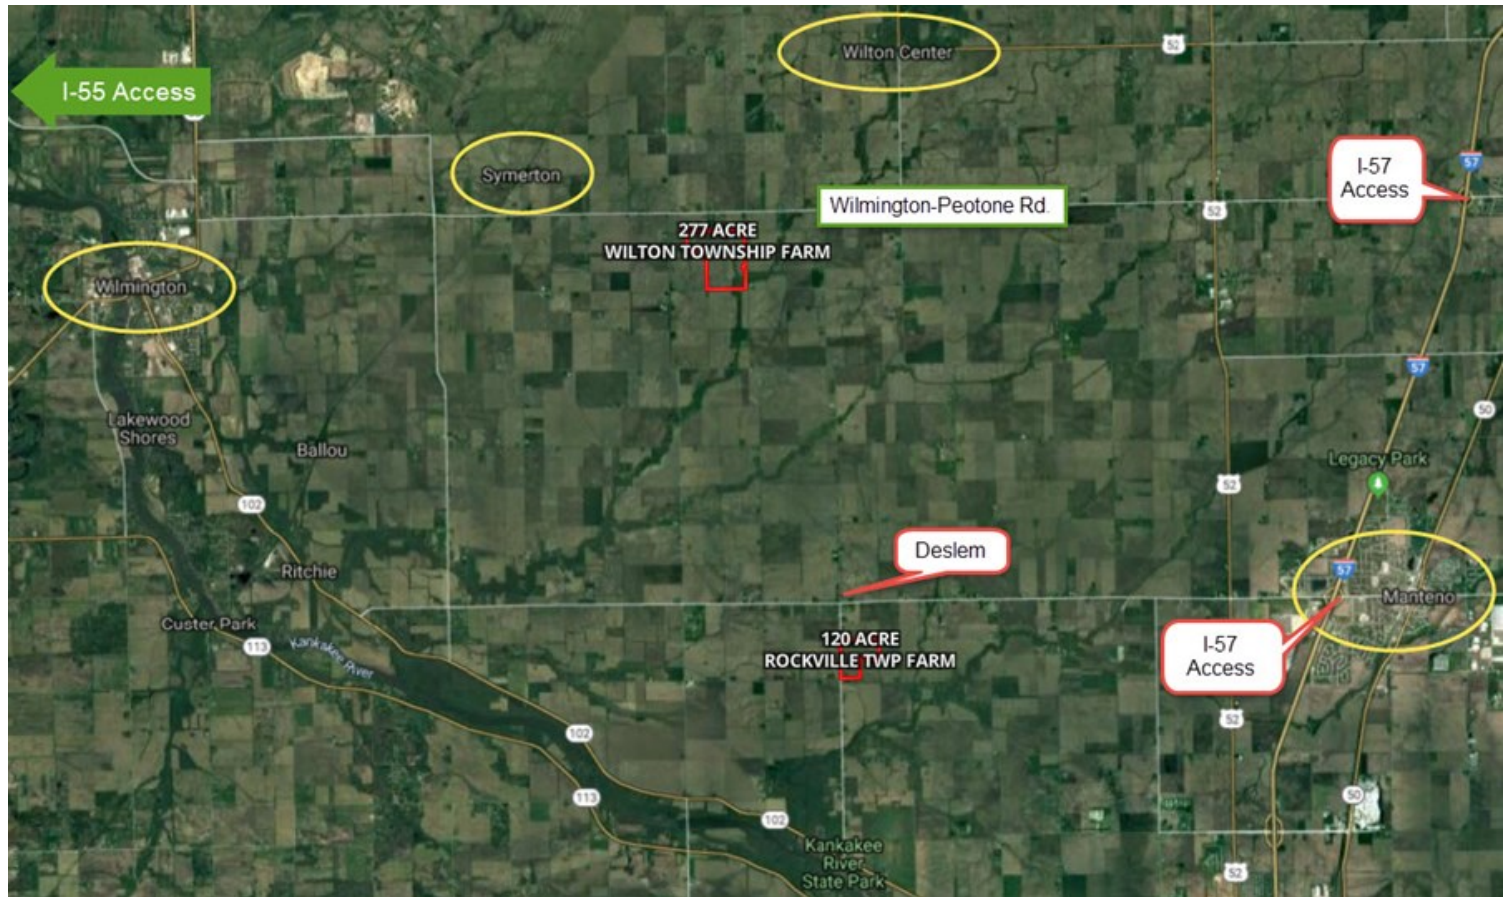 Wilton Center
52
I-55 Access
57
I-57
Access
Symerton
Wilmington-Peotone Rd.
52
277 ACRE
WILTON TOWNSHIP FARM
Wilmington
57
50
Lakewood
Shores
Ballou
Legacy Park
52
102
Deslem
Ritchie
57
Manteno
Custer Park
113
Kankakee River
120 ACRE
ROCKVILLE TWP FARM
I-57
Access
52
102
113
50
102
Kankakee
River
State Park
52